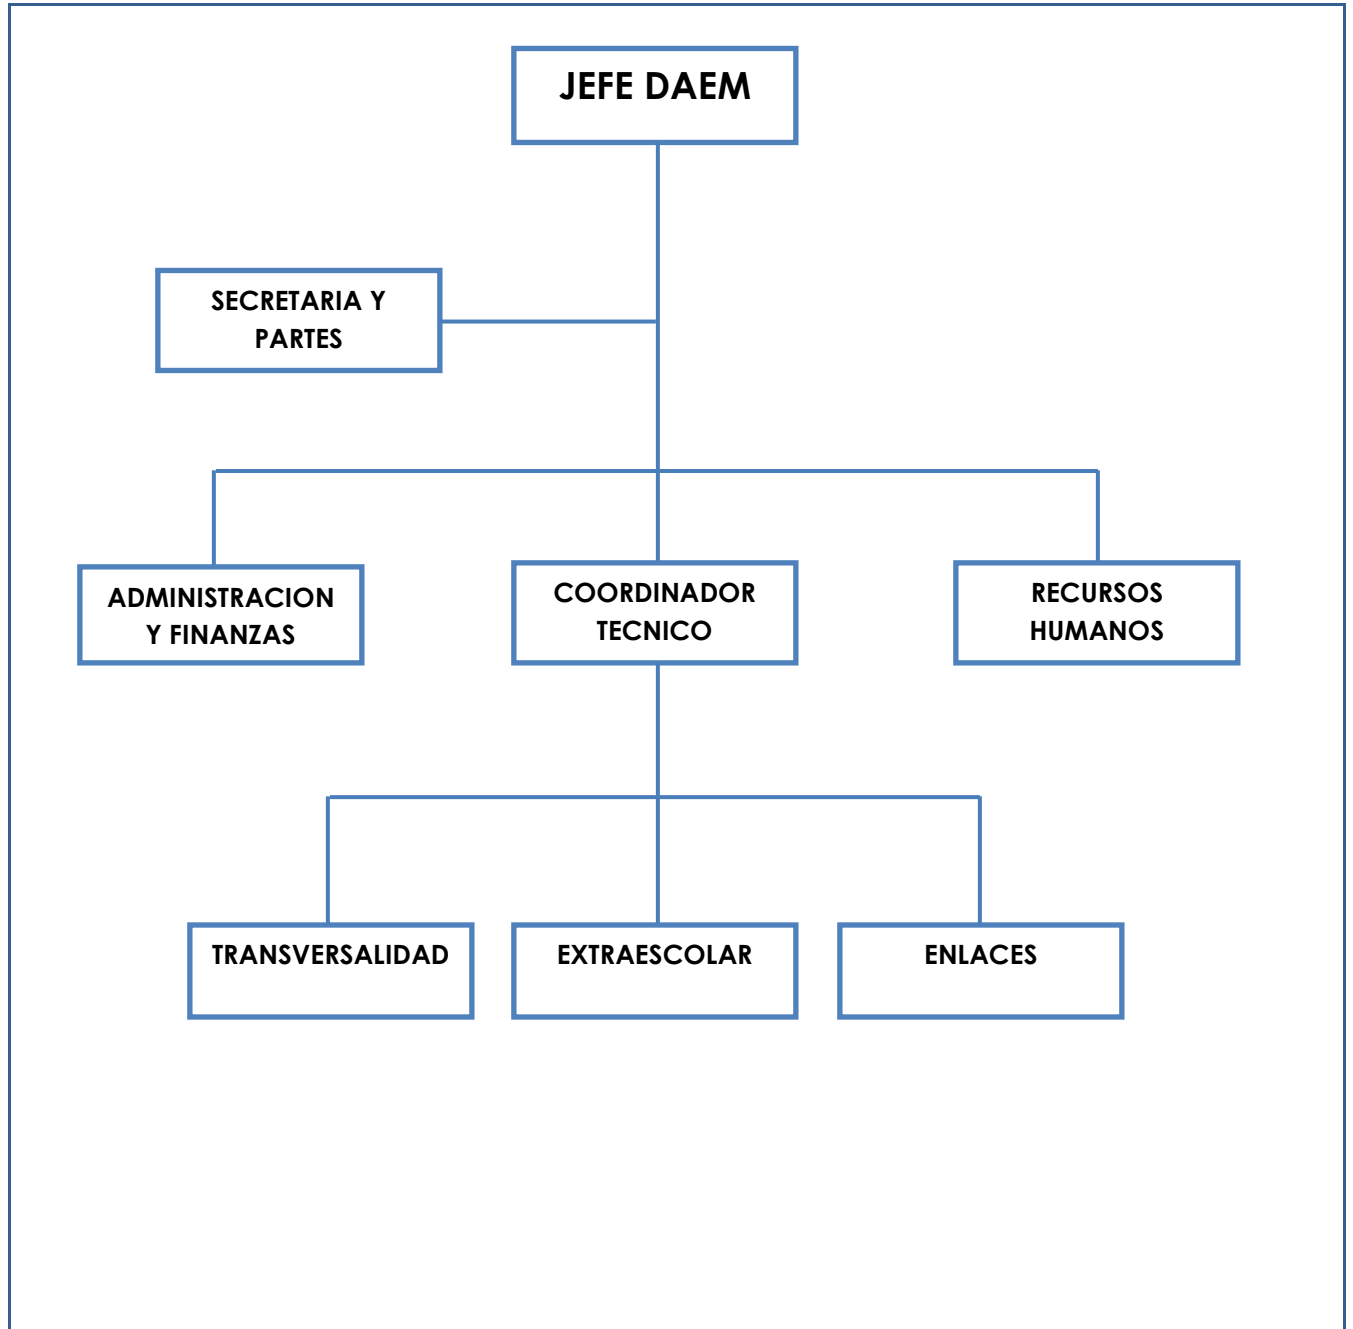 JEFE DAEM
SECRETARIA Y
PARTES
ADMINISTRACION
Y FINANZAS
COORDINADOR
TECNICO
RECURSOS
HUMANOS
TRANSVERSALIDAD
EXTRAESCOLAR
ENLACES